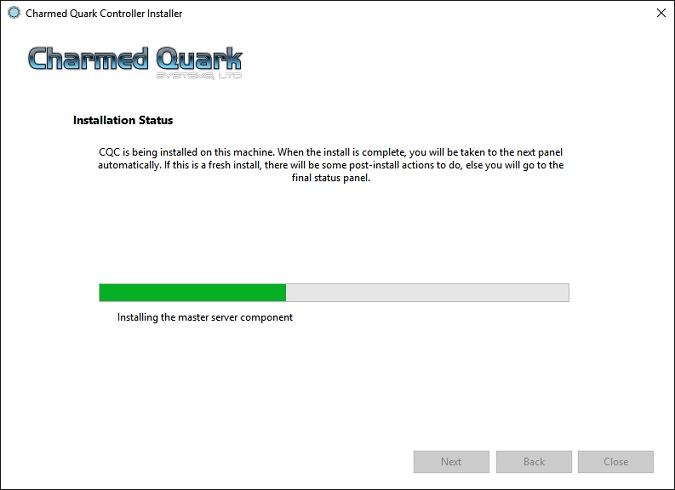 Charmed Quark Controller Installer
Charmed Quark
SYSTEMS, LTD
Installation Status
CQC is being installed on this machine. When the install is complete, you will be taken to the next panel
automatically. If this is a fresh install, there will be some post-install actions to do, else you will go to the
final status panel.
Installing the master server component
Next
Back
Close